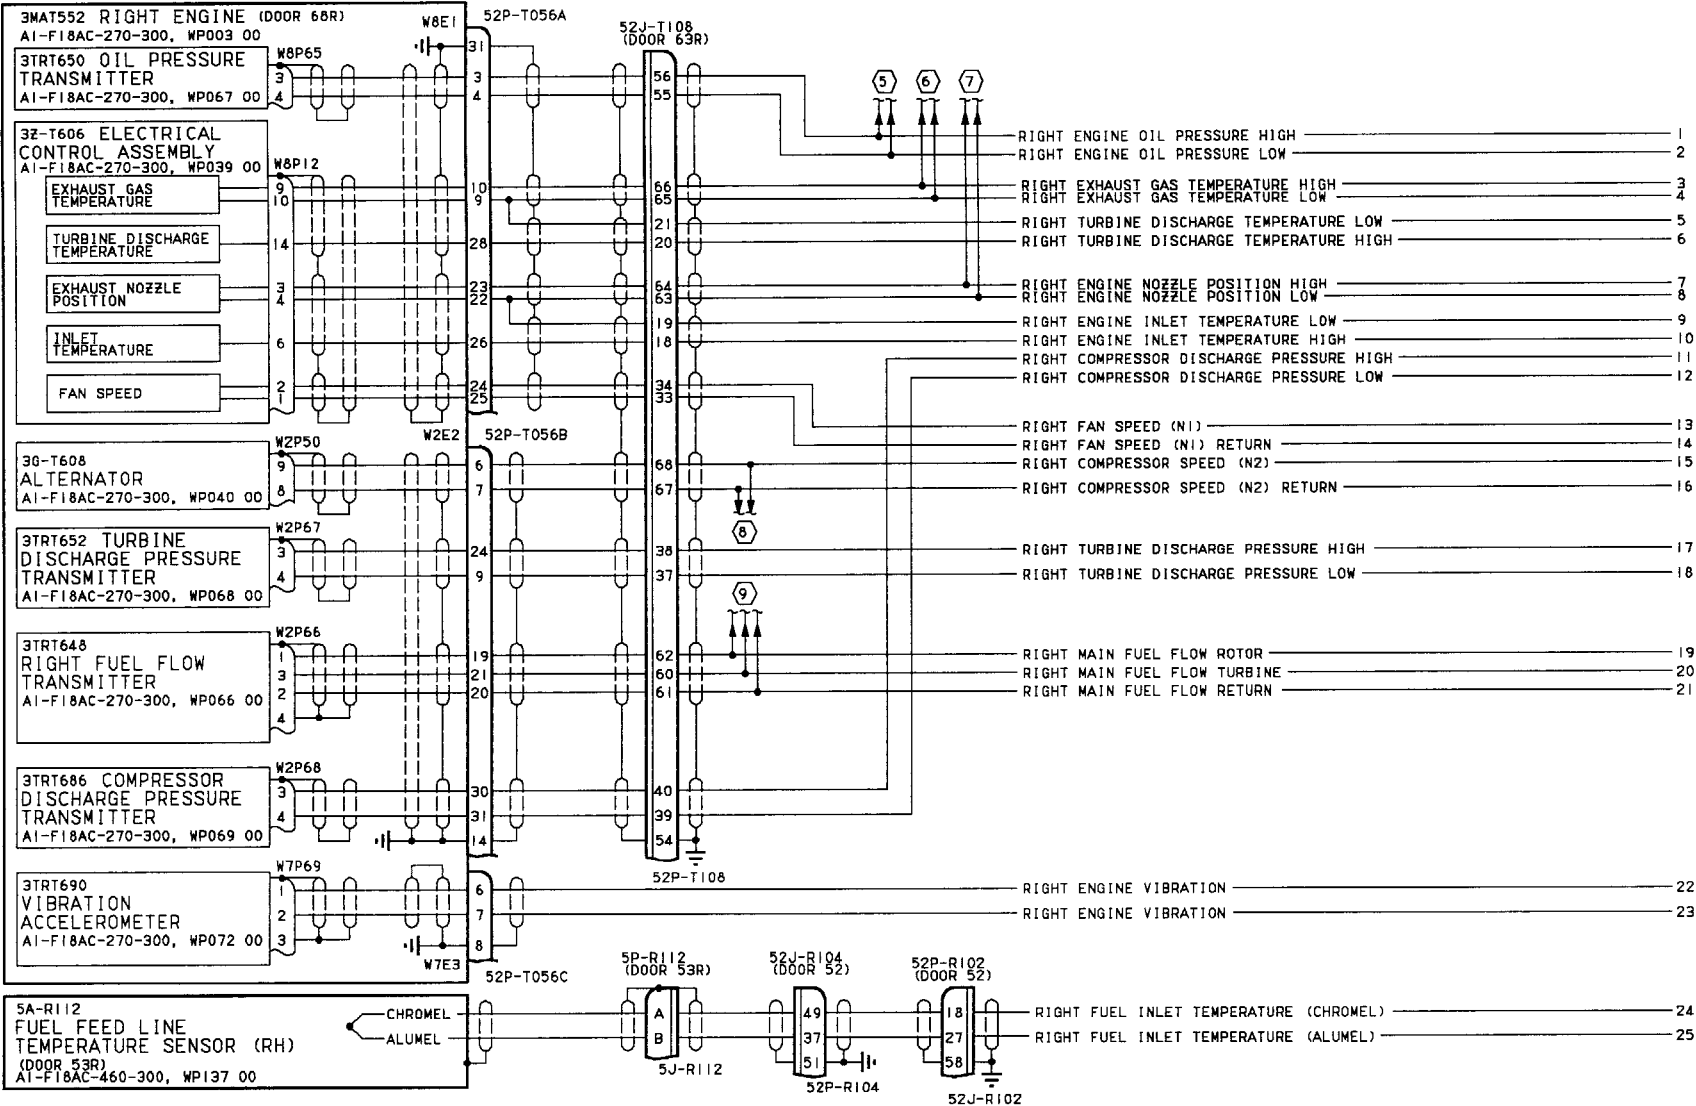 3MAT552 RIGHT ENGINE (DOOR 68R)
A1-F18AC-270-300, WP003 00
3TRT650 OIL PRESSURE
TRANSMITTER
A1-F18AC-270-300, WP067 00
W8P65
3
4
3Z-T606 ELECTRICAL
CONTROL ASSEMBLY
A1-F18AC-270-300, WP039 00
W8P12
EXHAUST GAS
TEMPERATURE
9
10
TURBINE DISCHARGE
TEMPERATURE
14
EXHAUST NOZZLE
POSITION
3
4
INLET
TEMPERATURE
6
FAN SPEED
2
1
3G-T608
ALTERNATOR
A1-F18AC-270-300, WP040 00
W2P50
9
8
3TRT652 TURBINE
DISCHARGE PRESSURE
TRANSMITTER
A1-F18AC-270-300, WP068 00
W2P67
3
4
3TRT648
RIGHT FUEL FLOW
TRANSMITTER
A1-F18AC-270-300, WP066 00
W2P66
1
3
2
4
3TRT686 COMPRESSOR
DISCHARGE PRESSURE
TRANSMITTER
A1-F18AC-270-300, WP069 00
W2P68
3
4
3TRT690
VIBRATION
ACCELEROMETER
A1-F18AC-270-300, WP072 00
W7P69
1
2
3
W8E1
52P-T056A
31
3
4
10
9
28
23
22
26
24
25
W2E2
52P-T056B
6
7
24
9
19
21
20
30
31
14
6
7
8
W7E3
52P-T056C
52J-T108
(DOOR 63R)
56
55
66
65
21
20
64
63
19
18
34
33
68
67
38
37
62
60
61
40
39
54
52P-T108
5
6
7
8
9
RIGHT ENGINE OIL PRESSURE HIGH 1
RIGHT ENGINE OIL PRESSURE LOW 2
RIGHT EXHAUST GAS TEMPERATURE HIGH 3
RIGHT EXHAUST GAS TEMPERATURE LOW 4
RIGHT TURBINE DISCHARGE TEMPERATURE LOW 5
RIGHT TURBINE DISCHARGE TEMPERATURE HIGH 6
RIGHT ENGINE NOZZLE POSITION HIGH 7
RIGHT ENGINE NOZZLE POSITION LOW 8
RIGHT ENGINE INLET TEMPERATURE LOW 9
RIGHT ENGINE INLET TEMPERATURE HIGH 10
RIGHT COMPRESSOR DISCHARGE PRESSURE HIGH 11
RIGHT COMPRESSOR DISCHARGE PRESSURE LOW 12
RIGHT FAN SPEED (N1) 13
RIGHT FAN SPEED (N1) RETURN 14
RIGHT COMPRESSOR SPEED (N2) 15
RIGHT COMPRESSOR SPEED (N2) RETURN 16
RIGHT TURBINE DISCHARGE PRESSURE HIGH 17
RIGHT TURBINE DISCHARGE PRESSURE LOW 18
RIGHT MAIN FUEL FLOW ROTOR 19
RIGHT MAIN FUEL FLOW TURBINE 20
RIGHT MAIN FUEL FLOW RETURN 21
RIGHT ENGINE VIBRATION 22
RIGHT ENGINE VIBRATION 23
5A-R112
FUEL FEED LINE
TEMPERATURE SENSOR (RH)
(DOOR 53R)
A1-F18AC-460-300, WP137 00
CHROMEL
ALUMEL
5P-R112
(DOOR 53R)
A
B
5J-R112
52J-R104
(DOOR 52)
49
37
51
52P-R104
52P-R102
(DOOR 52)
18
27
58
52J-R102
RIGHT FUEL INLET TEMPERATURE (CHROMEL) 24
RIGHT FUEL INLET TEMPERATURE (ALUMEL) 25